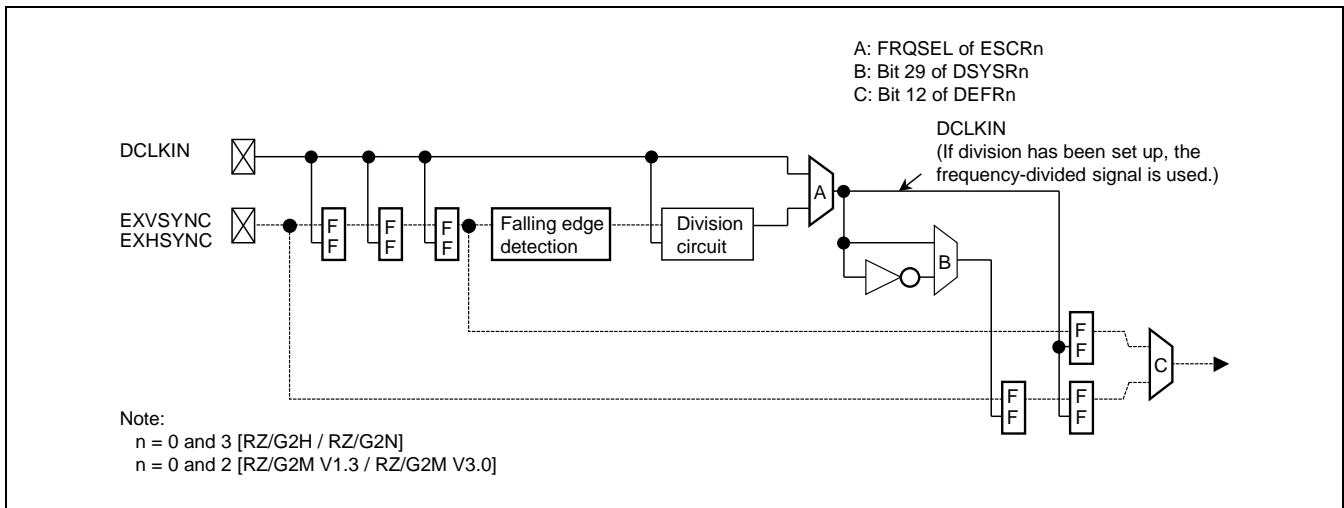 A: FRQSEL of ESCRn
B: Bit 29 of DSYSRn
C: Bit 12 of DEFRn
DCLKIN
(If division has been set up, the
frequency-divided signal is used.)
DCLKIN
A
EXVSYNC
EXHSYNC
F
F
F
F
F
F
Falling edge
detection
Division
circuit
B
F
F
C
F
F
F
F
Note:
n = 0 and 3 [RZ/G2H / RZ/G2N]
n = 0 and 2 [RZ/G2M V1.3 / RZ/G2M V3.0]